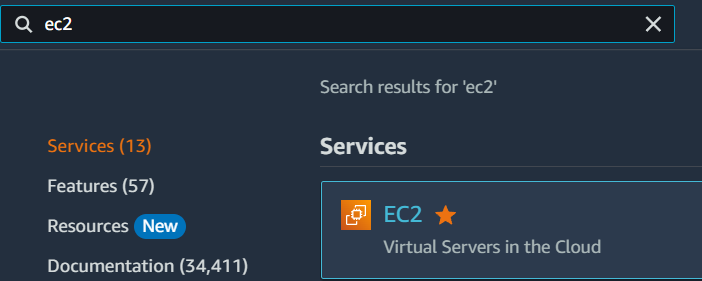 ec2
Search results for 'ec2'
Services (13)
Features (57)
Resources New
Documentation (34,411)
Services
EC2
Virtual Servers in the Cloud